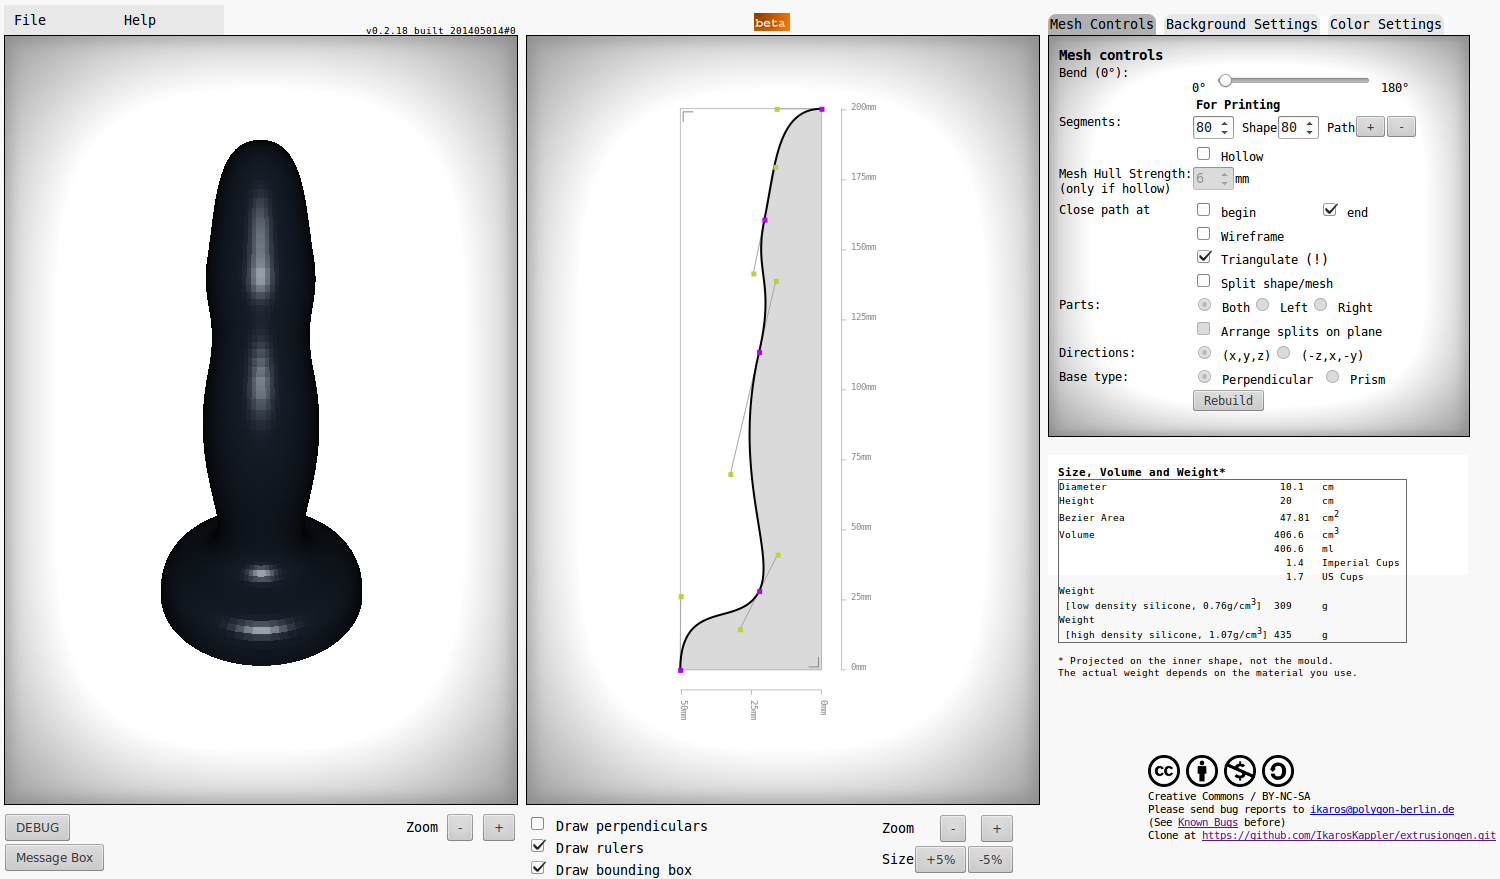 File Help
v0.2.18 built 201405014#0
beta
Mesh Controls Background Settings Color Settings
Mesh controls
Bend (0°):
0° 180°
For Printing
Segments: 80 Shape 80 Path + -
Hollow
Mesh Hull Strength: 6 mm
(only if hollow)
Close path at begin end
Wireframe
Triangulate (!)
Split shape/mesh
Parts: Both Left Right
Arrange splits on plane
Directions: (x,y,z) (-z,x,-y)
Base type: Perpendicular Prism
Rebuild
200mm
175mm
150mm
125mm
100mm
75mm
50mm
25mm
0mm
50mm 25mm 0mm
Size, Volume and Weight*
Diameter 10.1 cm
Height 20 cm
Bezier Area 47.81 cm2
Volume 406.6 cm3
406.6 ml
1.4 Imperial Cups
1.7 US Cups
Weight
[low density silicone, 0.76g/cm3] 309 g
Weight
[high density silicone, 1.07g/cm3] 435 g
* Projected on the inner shape, not the mould.
The actual weight depends on the material you use.
cc
Creative Commons / BY-NC-SA
Please send bug reports to ikaros@polygon-berlin.de
(See Known Bugs before)
Clone at https://github.com/IkarosKappler/extrusiongen.git
DEBUG
Message Box
Zoom - +
Draw perpendiculars
Draw rulers
Draw bounding box
Zoom - +
Size +5% -5%